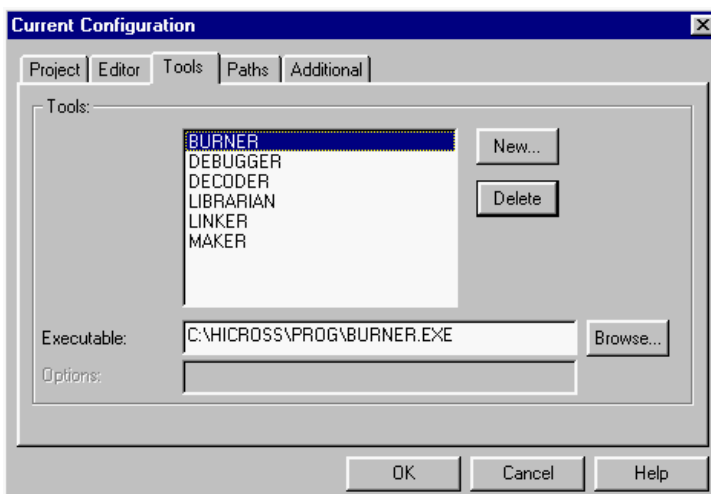 Current Configuration
Project Editor Tools Paths Additional
Tools:
BURNER
DEBUGGER
DECODER
LIBRARIAN
LINKER
MAKER
New...
Delete
Executable:
C:\HICROSS\PROG\BURNER.EXE
Browse...
Options:
OK Cancel Help